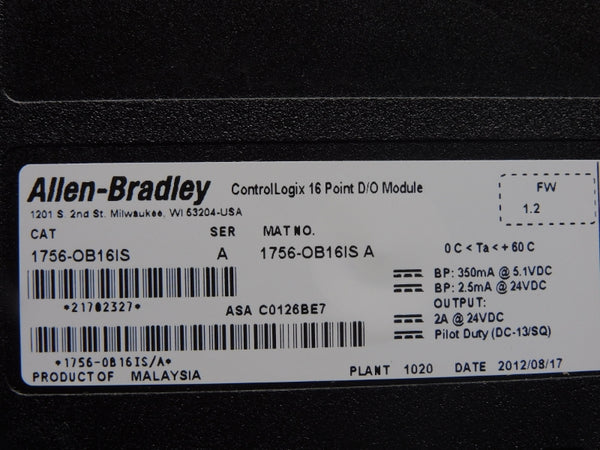 Allen-Bradley ControlLogix 16 Point D/O Module
FW
1.2
1201 S. 2nd St. Milwaukee, WI 53204-USA
CAT SER MAT NO.
1756-OB16IS A 1756-OB16IS A
0 C < Ta < + 60 C
BP: 350mA @ 5.1VDC
BP: 2.5mA @ 24VDC
OUTPUT:
2A @ 24VDC
Pilot Duty (DC-13/SQ)
*21702327*
ASA C0126BE7
*1756-OB16IS/A*
PRODUCT OF MALAYSIA
PLANT 1020 DATE 2012/08/17